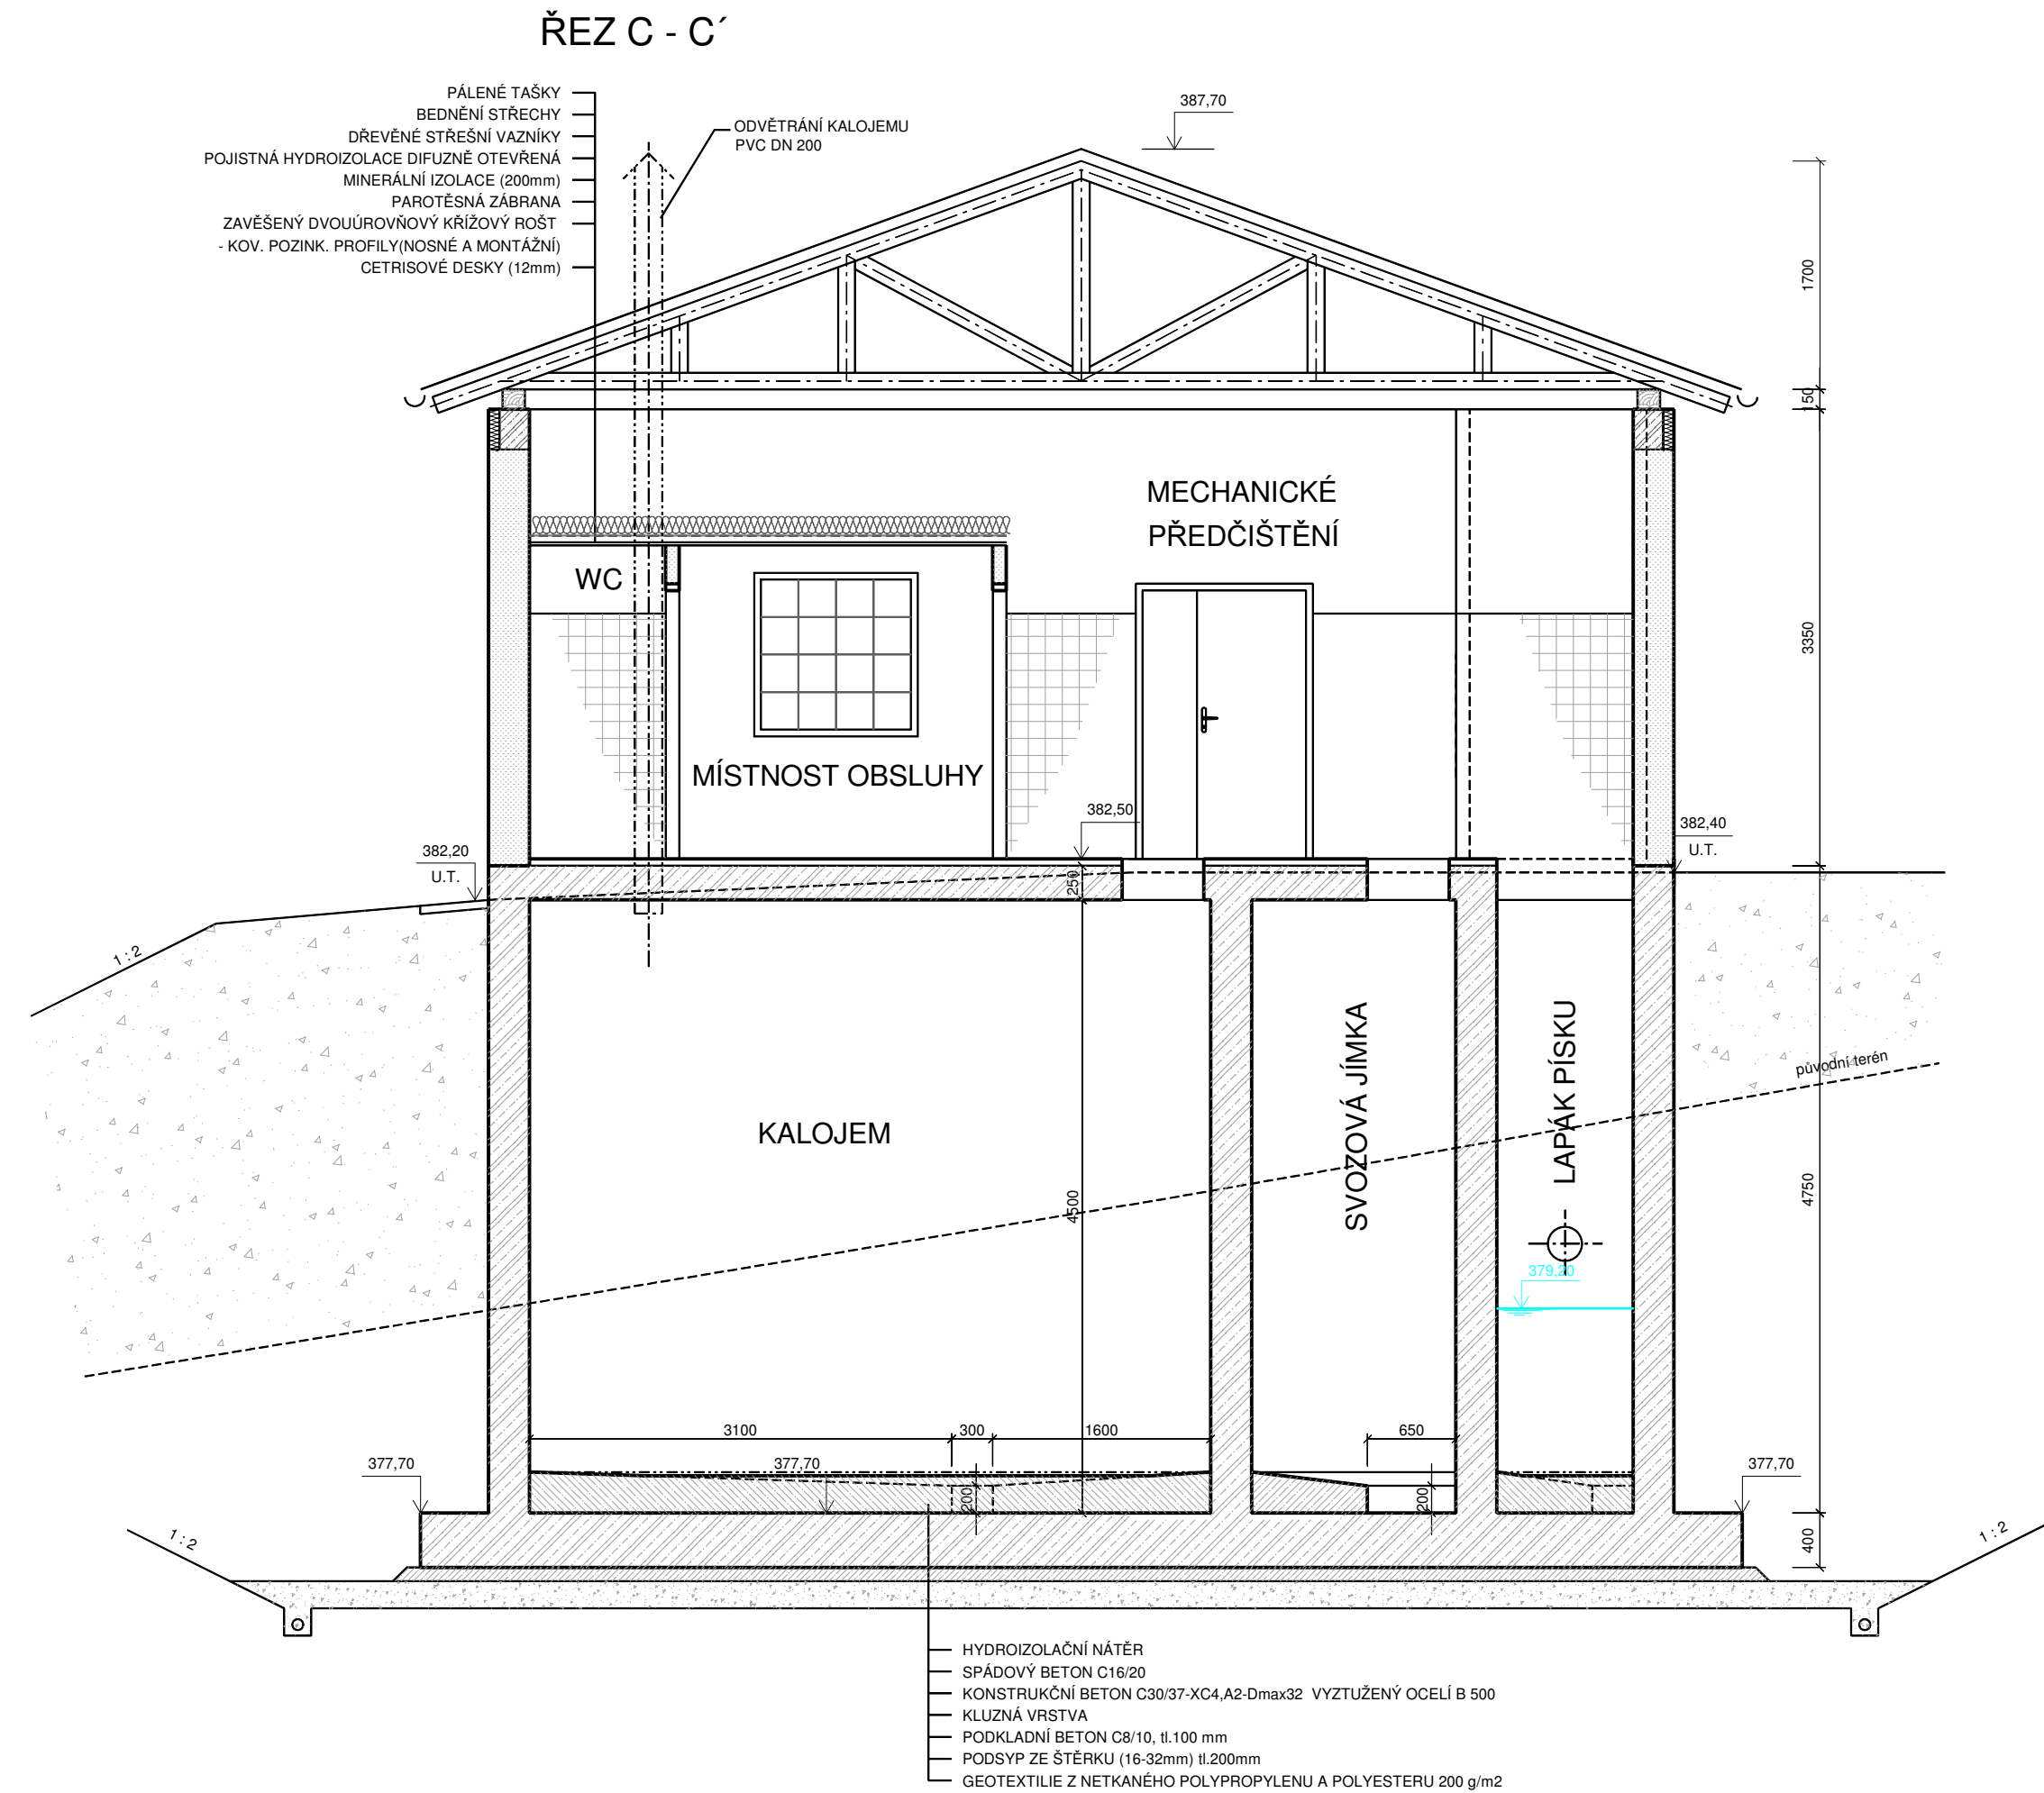 ŘEZ C - C´
PÁLENÉ TAŠKY
BEDNĚNÍ STŘECHY
DŘEVĚNÉ STŘEŠNÍ VAZNÍKY
POJISTNÁ HYDROIZOLACE DIFUZNĚ OTEVŘENÁ
MINERÁLNÍ IZOLACE (200mm)
PAROTĚSNÁ ZÁBRANA
ZAVĚŠENÝ DVOUÚROVŇOVÝ KŘÍŽOVÝ ROŠT
- KOV. POZINK. PROFILY(NOSNÉ A MONTÁŽNÍ)
CETRISOVÉ DESKY (12mm)
ODVĚTRÁNÍ KALOJEMU
PVC DN 200
387,70
1700
150
MECHANICKÉ
PŘEDČIŠTĚNÍ
WC
3350
MÍSTNOST OBSLUHY
382,50
382,20
U.T.
382,40
U.T.
250
1 : 2
KALOJEM
SVOZOVÁ JÍMKA
LAPÁK PÍSKU
původní terén
4500
4750
379,20
3100
300
1600
650
377,70
377,70
377,70
200
200
400
1 : 2
1 : 2
HYDROIZOLAČNÍ NÁTĚR
SPÁDOVÝ BETON C16/20
KONSTRUKČNÍ BETON C30/37-XC4,A2-Dmax32 VYZTUŽENÝ OCELÍ B 500
KLUZNÁ VRSTVA
PODKLADNÍ BETON C8/10, tl.100 mm
PODSYP ZE ŠTĚRKU (16-32mm) tl.200mm
GEOTEXTILIE Z NETKANÉHO POLYPROPYLENU A POLYESTERU 200 g/m2